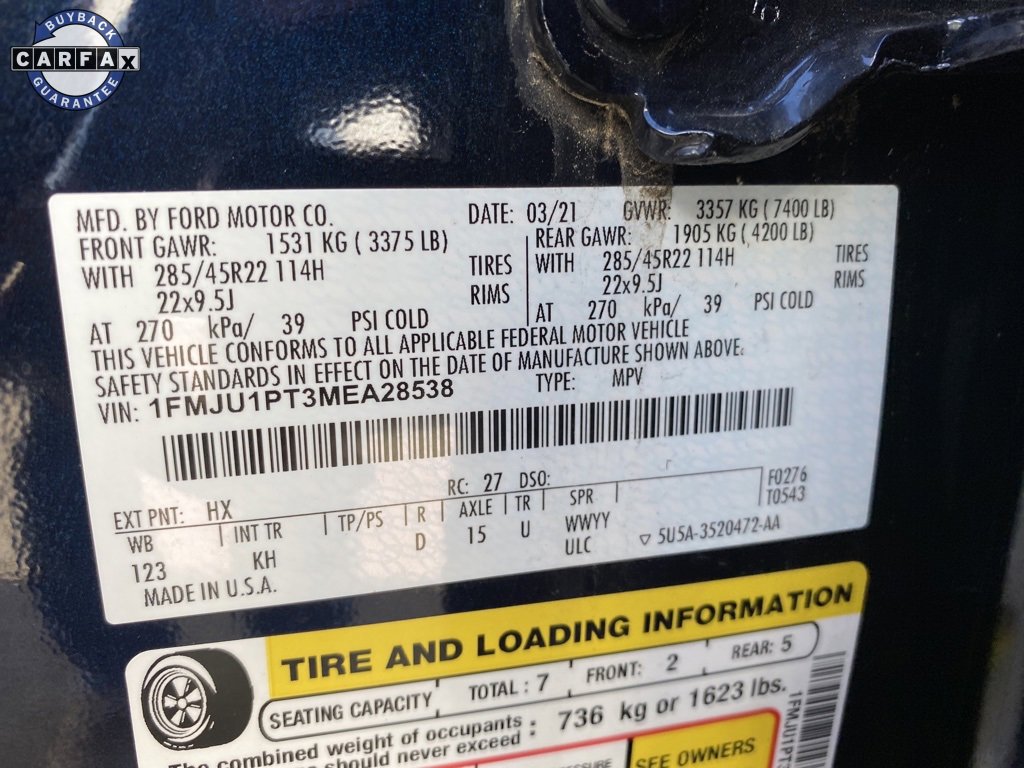 BUYBACK
CARFAX
GUARANTEE
MFD. BY FORD MOTOR CO. DATE: 03/21 GVWR: 3357 KG ( 7400 LB)
FRONT GAWR: 1531 KG ( 3375 LB) REAR GAWR: 1905 KG ( 4200 LB)
WITH 285/45R22 114H TIRES WITH 285/45R22 114H TIRES
22x9.5J RIMS 22x9.5J RIMS
AT 270 kPa/ 39 PSI COLD AT 270 kPa/ 39 PSI COLD
THIS VEHICLE CONFORMS TO ALL APPLICABLE FEDERAL MOTOR VEHICLE
SAFETY STANDARDS IN EFFECT ON THE DATE OF MANUFACTURE SHOWN ABOVE.
VIN: 1FMJU1PT3MEA28538 TYPE: MPV
EXT PNT: HX RC: 27 DSO: F0276
WB INT TR TP/PS R AXLE TR SPR T0543
123 KH D 15 U WWYY
ULC ▽ 5U5A-3520472-AA
MADE IN U.S.A.
TIRE AND LOADING INFORMATION
SEATING CAPACITY TOTAL : 7 FRONT: 2 REAR: 5
The combined weight of occupants
should never exceed : 736 kg or 1623 lbs.
SEE OWNERS
1FMJU1PT3